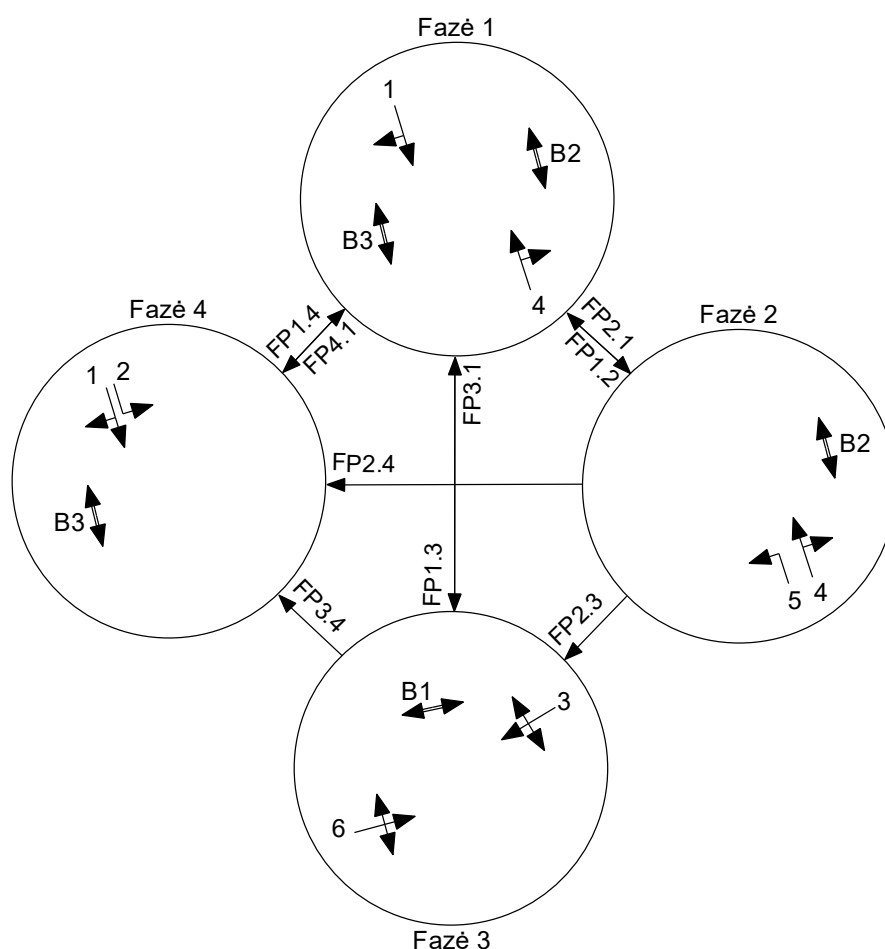 Fazė 1
1
B2
B3
4
Fazė 4
FP1.4
FP4.1
FP2.1
FP1.2
Fazė 2
1 2
B3
FP3.1
FP2.4
FP1.3
B2
5 4
FP3.4
FP2.3
B1
3
6
Fazė 3